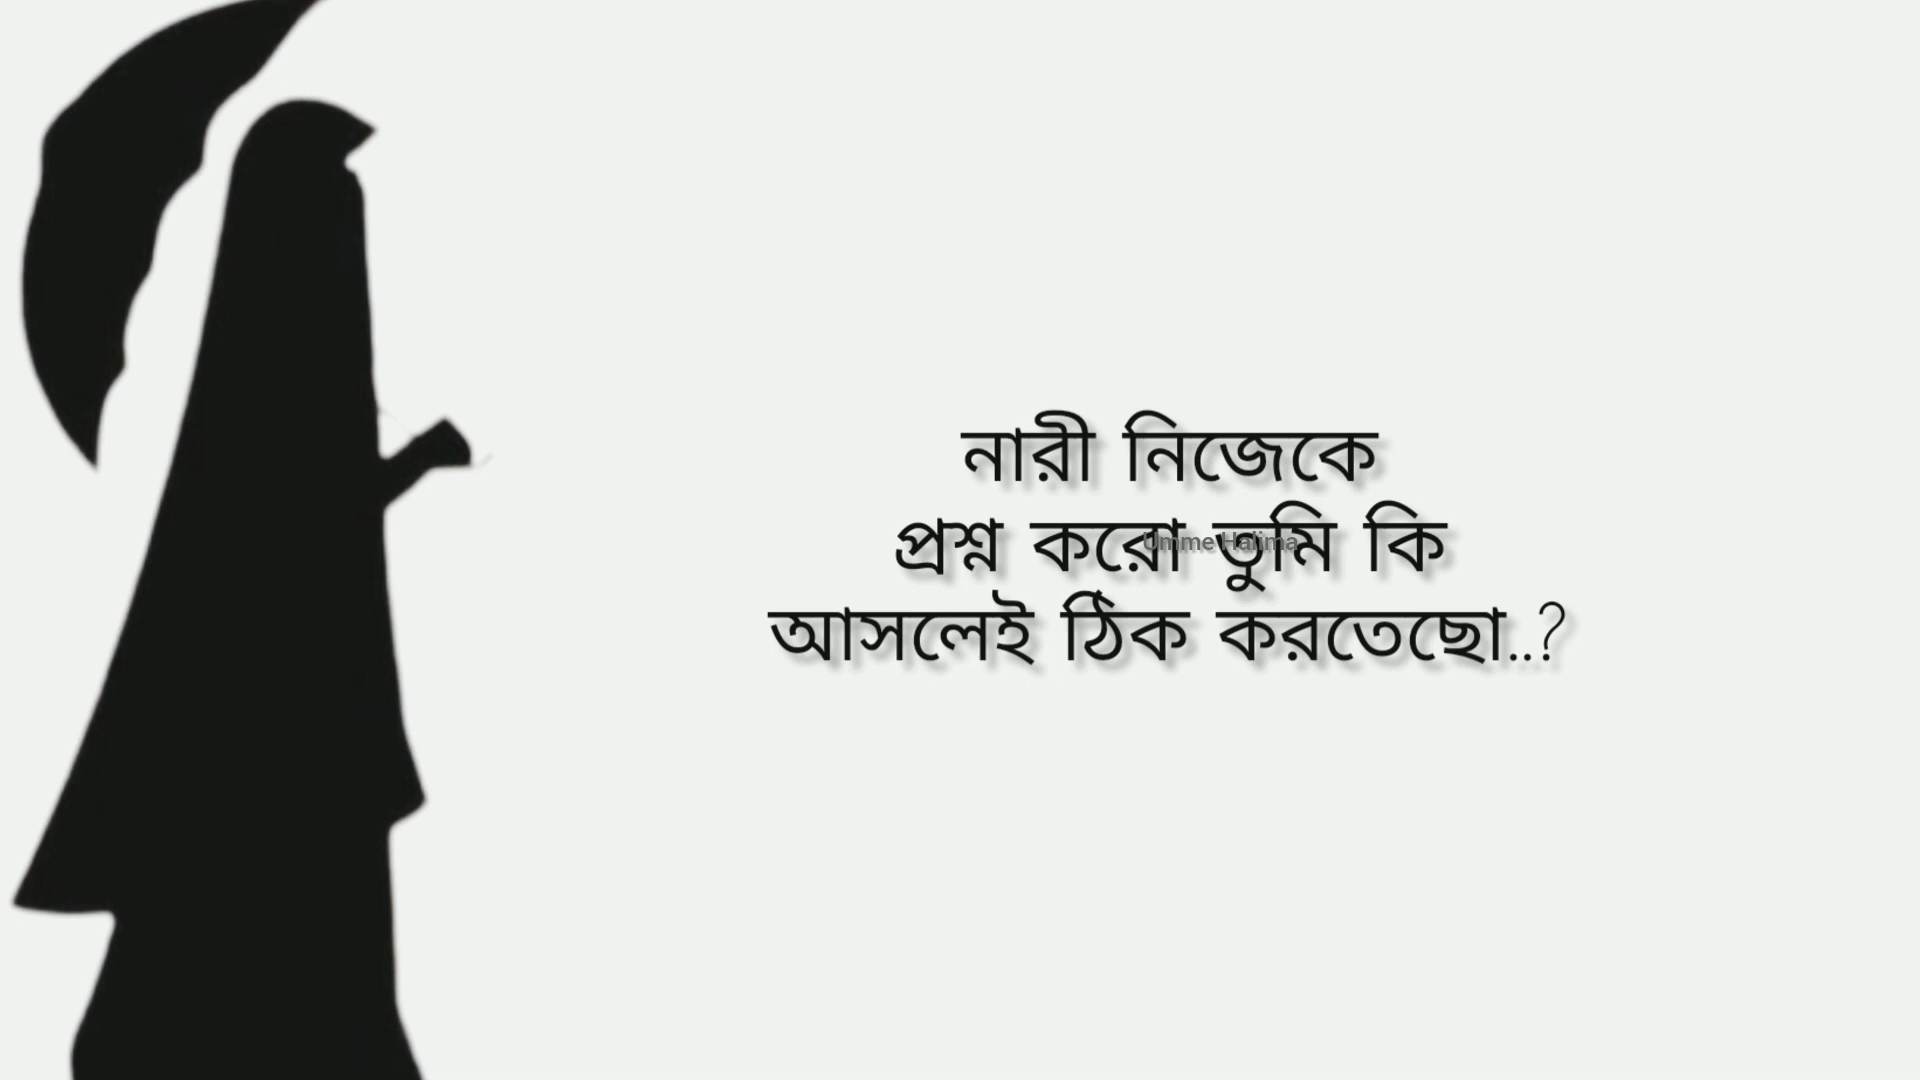 নারী নিজেকে
প্রশ্ন করো তুমি কি
Umme Halima
আসলেই ঠিক করতেছো..?